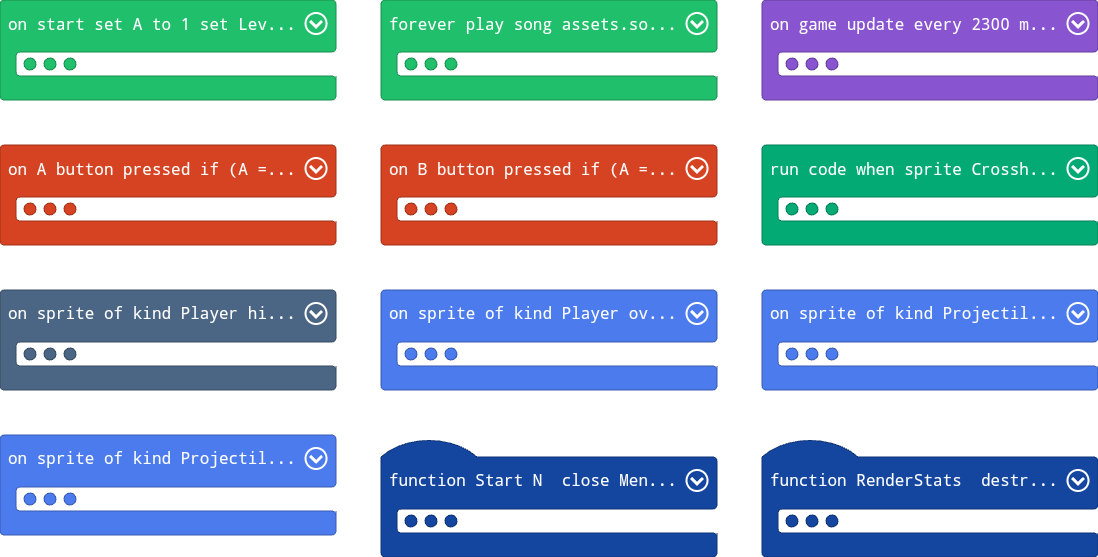 on start set A to 1 set Lev...
forever play song assets.so...
on game update every 2300 m...
on A button pressed if (A =...
on B button pressed if (A =...
run code when sprite Crossh...
on sprite of kind Player hi...
on sprite of kind Player ov...
on sprite of kind Projectil...
on sprite of kind Projectil...
function Start N  close Men...
function RenderStats  destr...